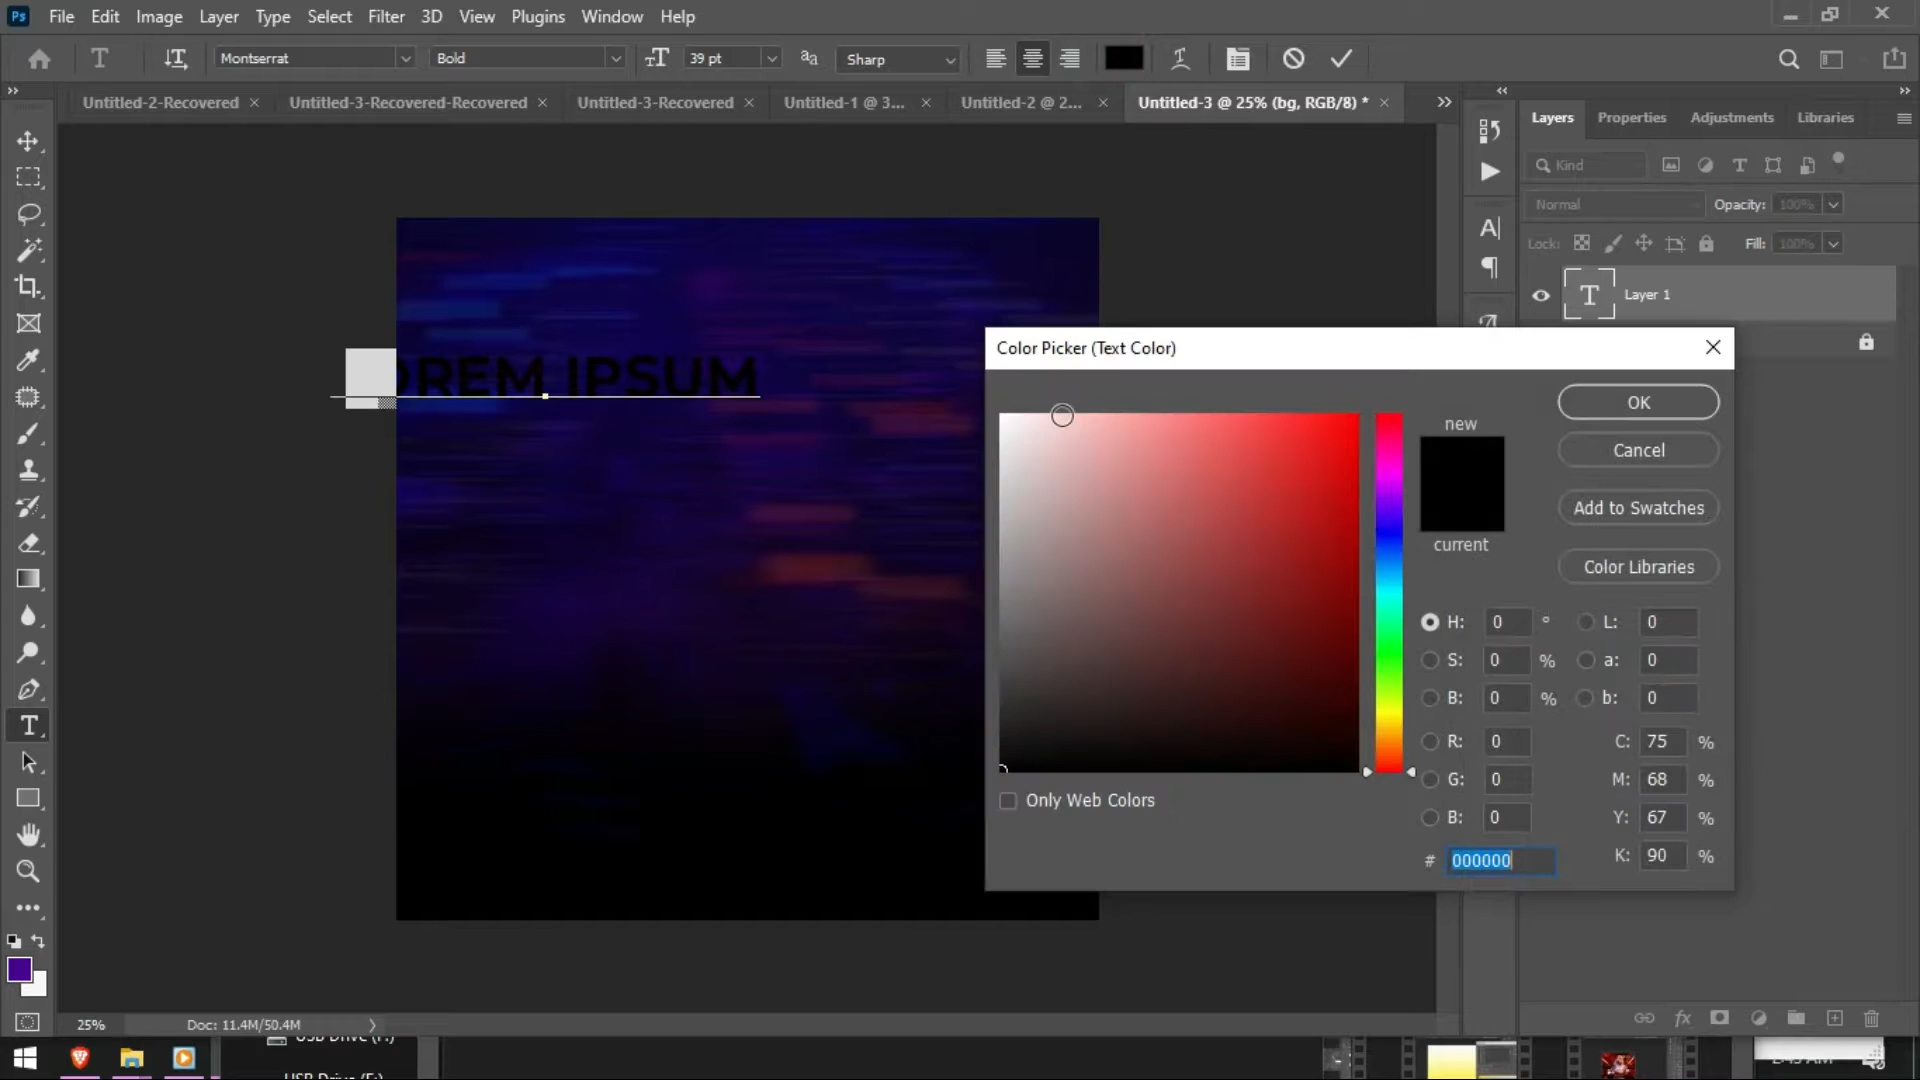 Ps File Edit Image Layer Type Select Filter 3D View Plugins Window Help
T Montserrat Bold 39 pt Sharp
Untitled-2-Recovered Untitled-3-Recovered-Recovered Untitled-3-Recovered Untitled-1 @ 3... Untitled-2 @ 2... Untitled-3 @ 25% (bg, RGB/8) *
Layers Properties Adjustments Libraries
Kind
Normal Opacity: 100%
Lock: Fill: 100%
T Layer 1
OREM IPSUM
Color Picker (Text Color)
OK
new
Cancel
Add to Swatches
current
Color Libraries
H: 0 ° L: 0
S: 0 % a: 0
B: 0 % b: 0
R: 0 C: 75 %
G: 0 M: 68 %
B: 0 Y: 67 %
# 000000 K: 90 %
Only Web Colors
25% Doc: 11.4M/50.4M